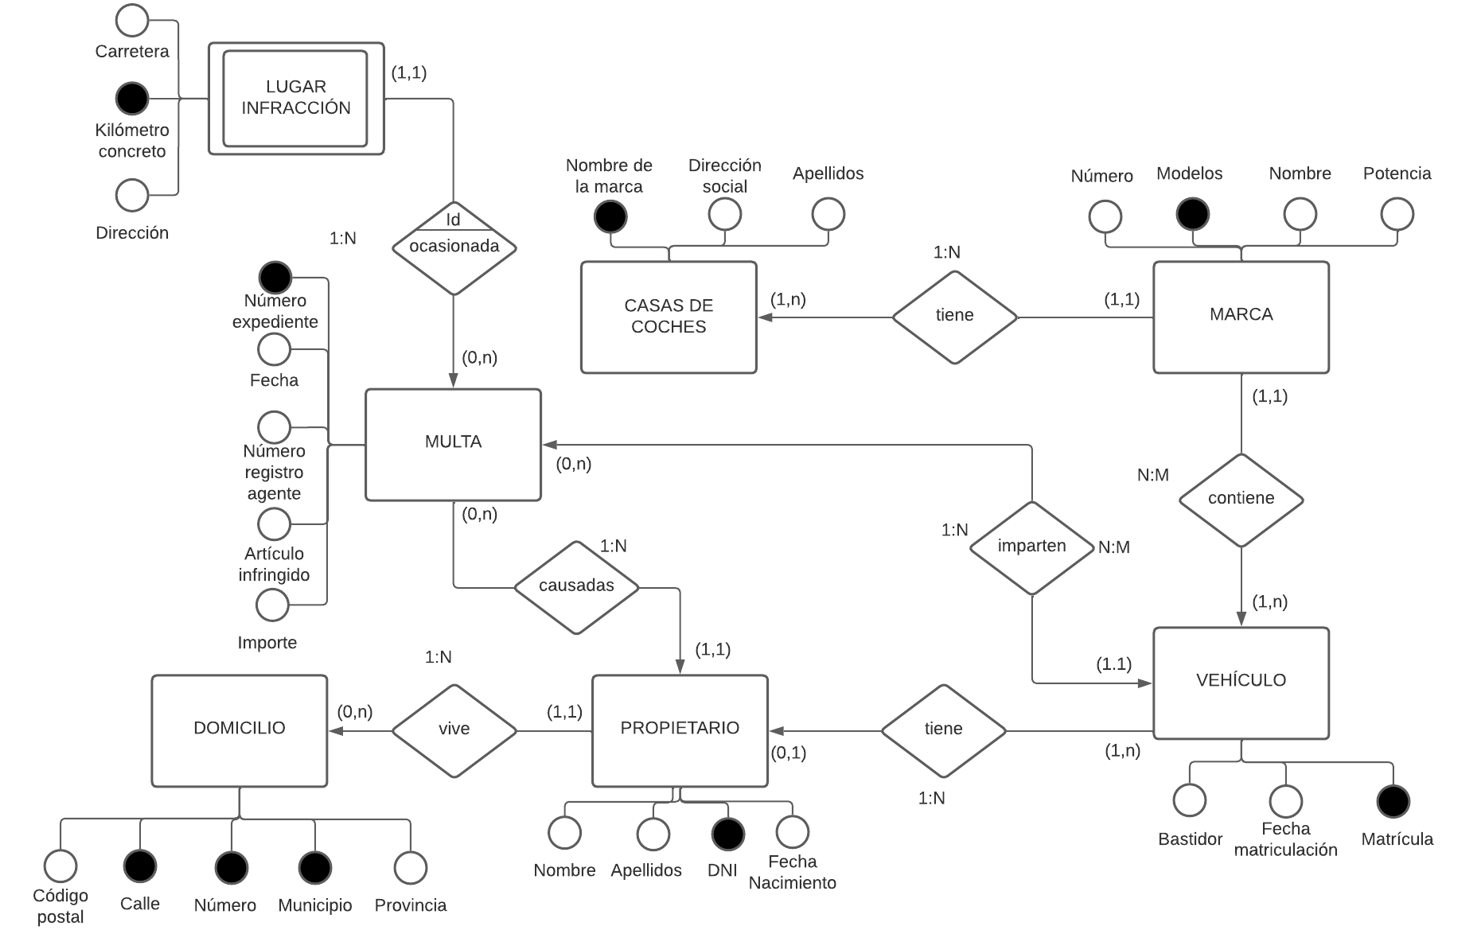 Carretera
LUGAR
INFRACCIÓN
(1,1)
Kilómetro
concreto
Dirección
Id
ocasionada
1:N
(0,n)
Nombre de
la marca
Dirección
social
Apellidos
CASAS DE
COCHES
(1,n)
1:N
tiene
(1,1)
Número
Modelos
Nombre
Potencia
MARCA
(1,1)
N:M
contiene
(1,n)
Número
expediente
Fecha
Número
registro
agente
Artículo
infringido
Importe
MULTA
(0,n)
(0,n)
1:N
causadas
(1,1)
1:N
imparten
N:M
(1.1)
VEHÍCULO
(1,n)
Bastidor
Fecha
matriculación
Matrícula
1:N
DOMICILIO
(0,n)
vive
(1,1)
PROPIETARIO
(0,1)
tiene
1:N
Nombre
Apellidos
DNI
Fecha
Nacimiento
Código
postal
Calle
Número
Municipio
Provincia